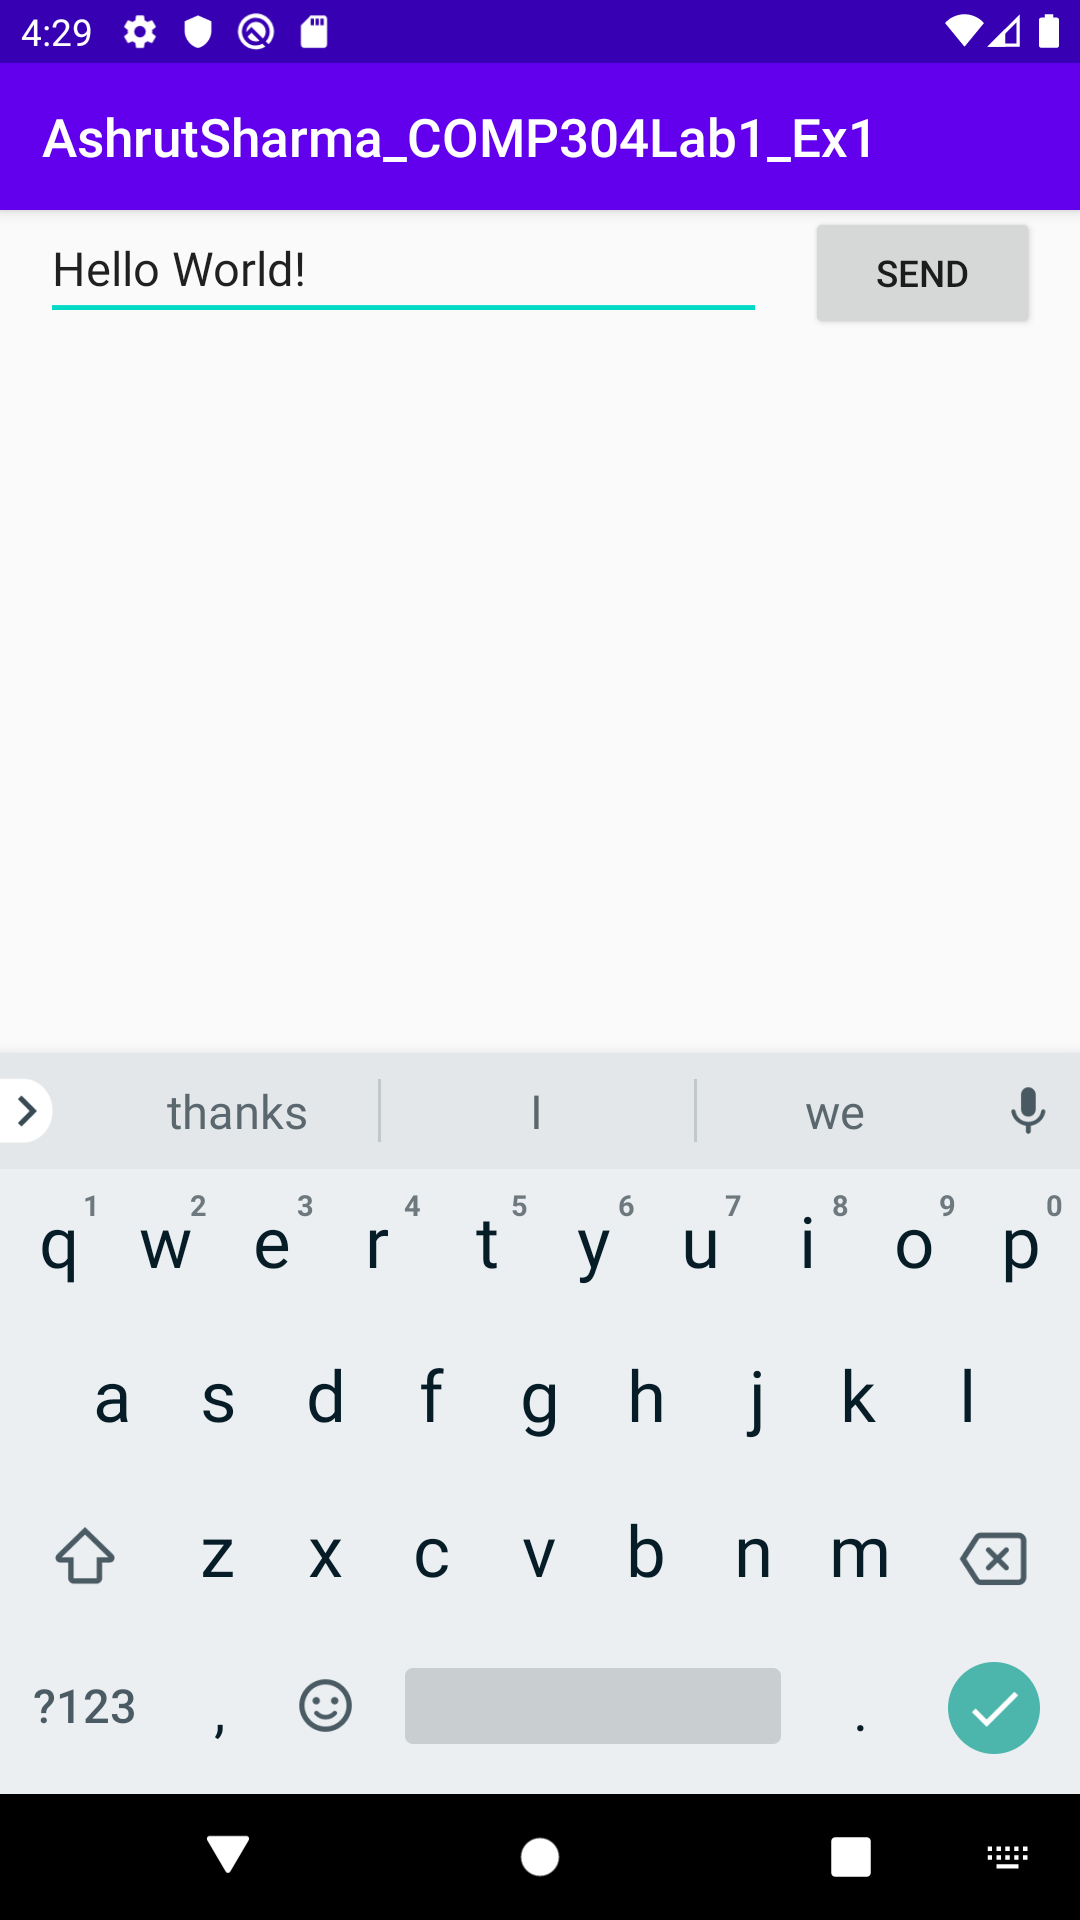 4:29
AshrutSharma_COMP304Lab1_Ex1
Hello World! SEND
thanks I we
1 2 3 4 5 6 7 8 9 0
q w e r t y u i o p
a s d f g h j k l
z x c v b n m
?123 , .